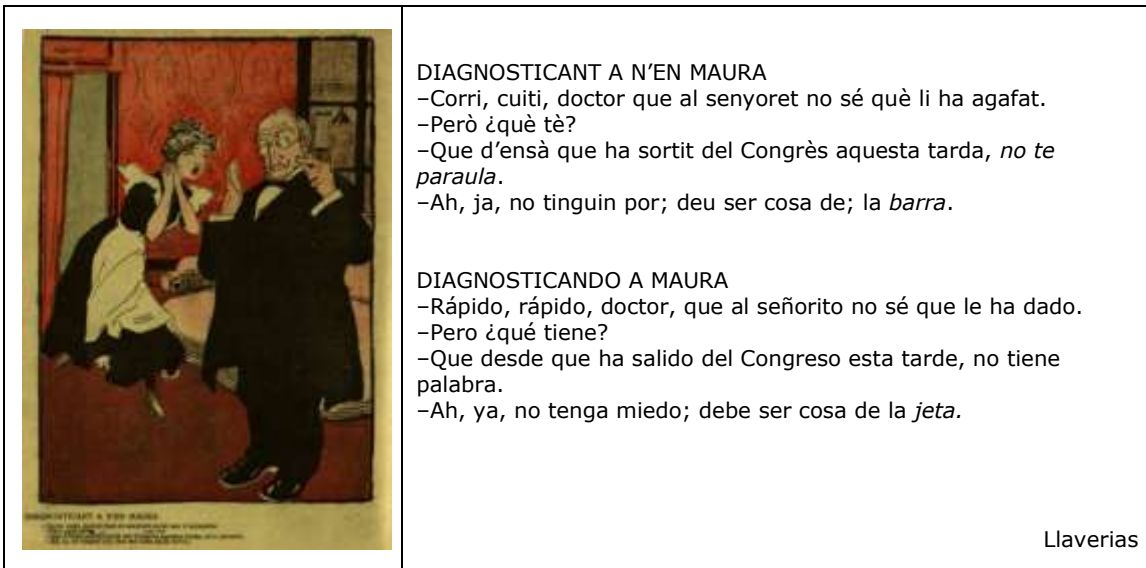 DIAGNOSTICANT A N’EN MAURA
–Corri, cuiti, doctor que al senyoret no sé què li ha agafat.
–Però ¿què tè?
–Que d’ensà que ha sortit del Congrès aquesta tarda, no te
paraula.
–Ah, ja, no tinguin por; deu ser cosa de; la barra.
DIAGNOSTICANDO A MAURA
–Rápido, rápido, doctor, que al señorito no sé que le ha dado.
–Pero ¿qué tiene?
–Que desde que ha salido del Congreso esta tarde, no tiene
palabra.
–Ah, ya, no tenga miedo; debe ser cosa de la jeta.
Llaverias
DIAGNOSTICANT A N'EN MAURA